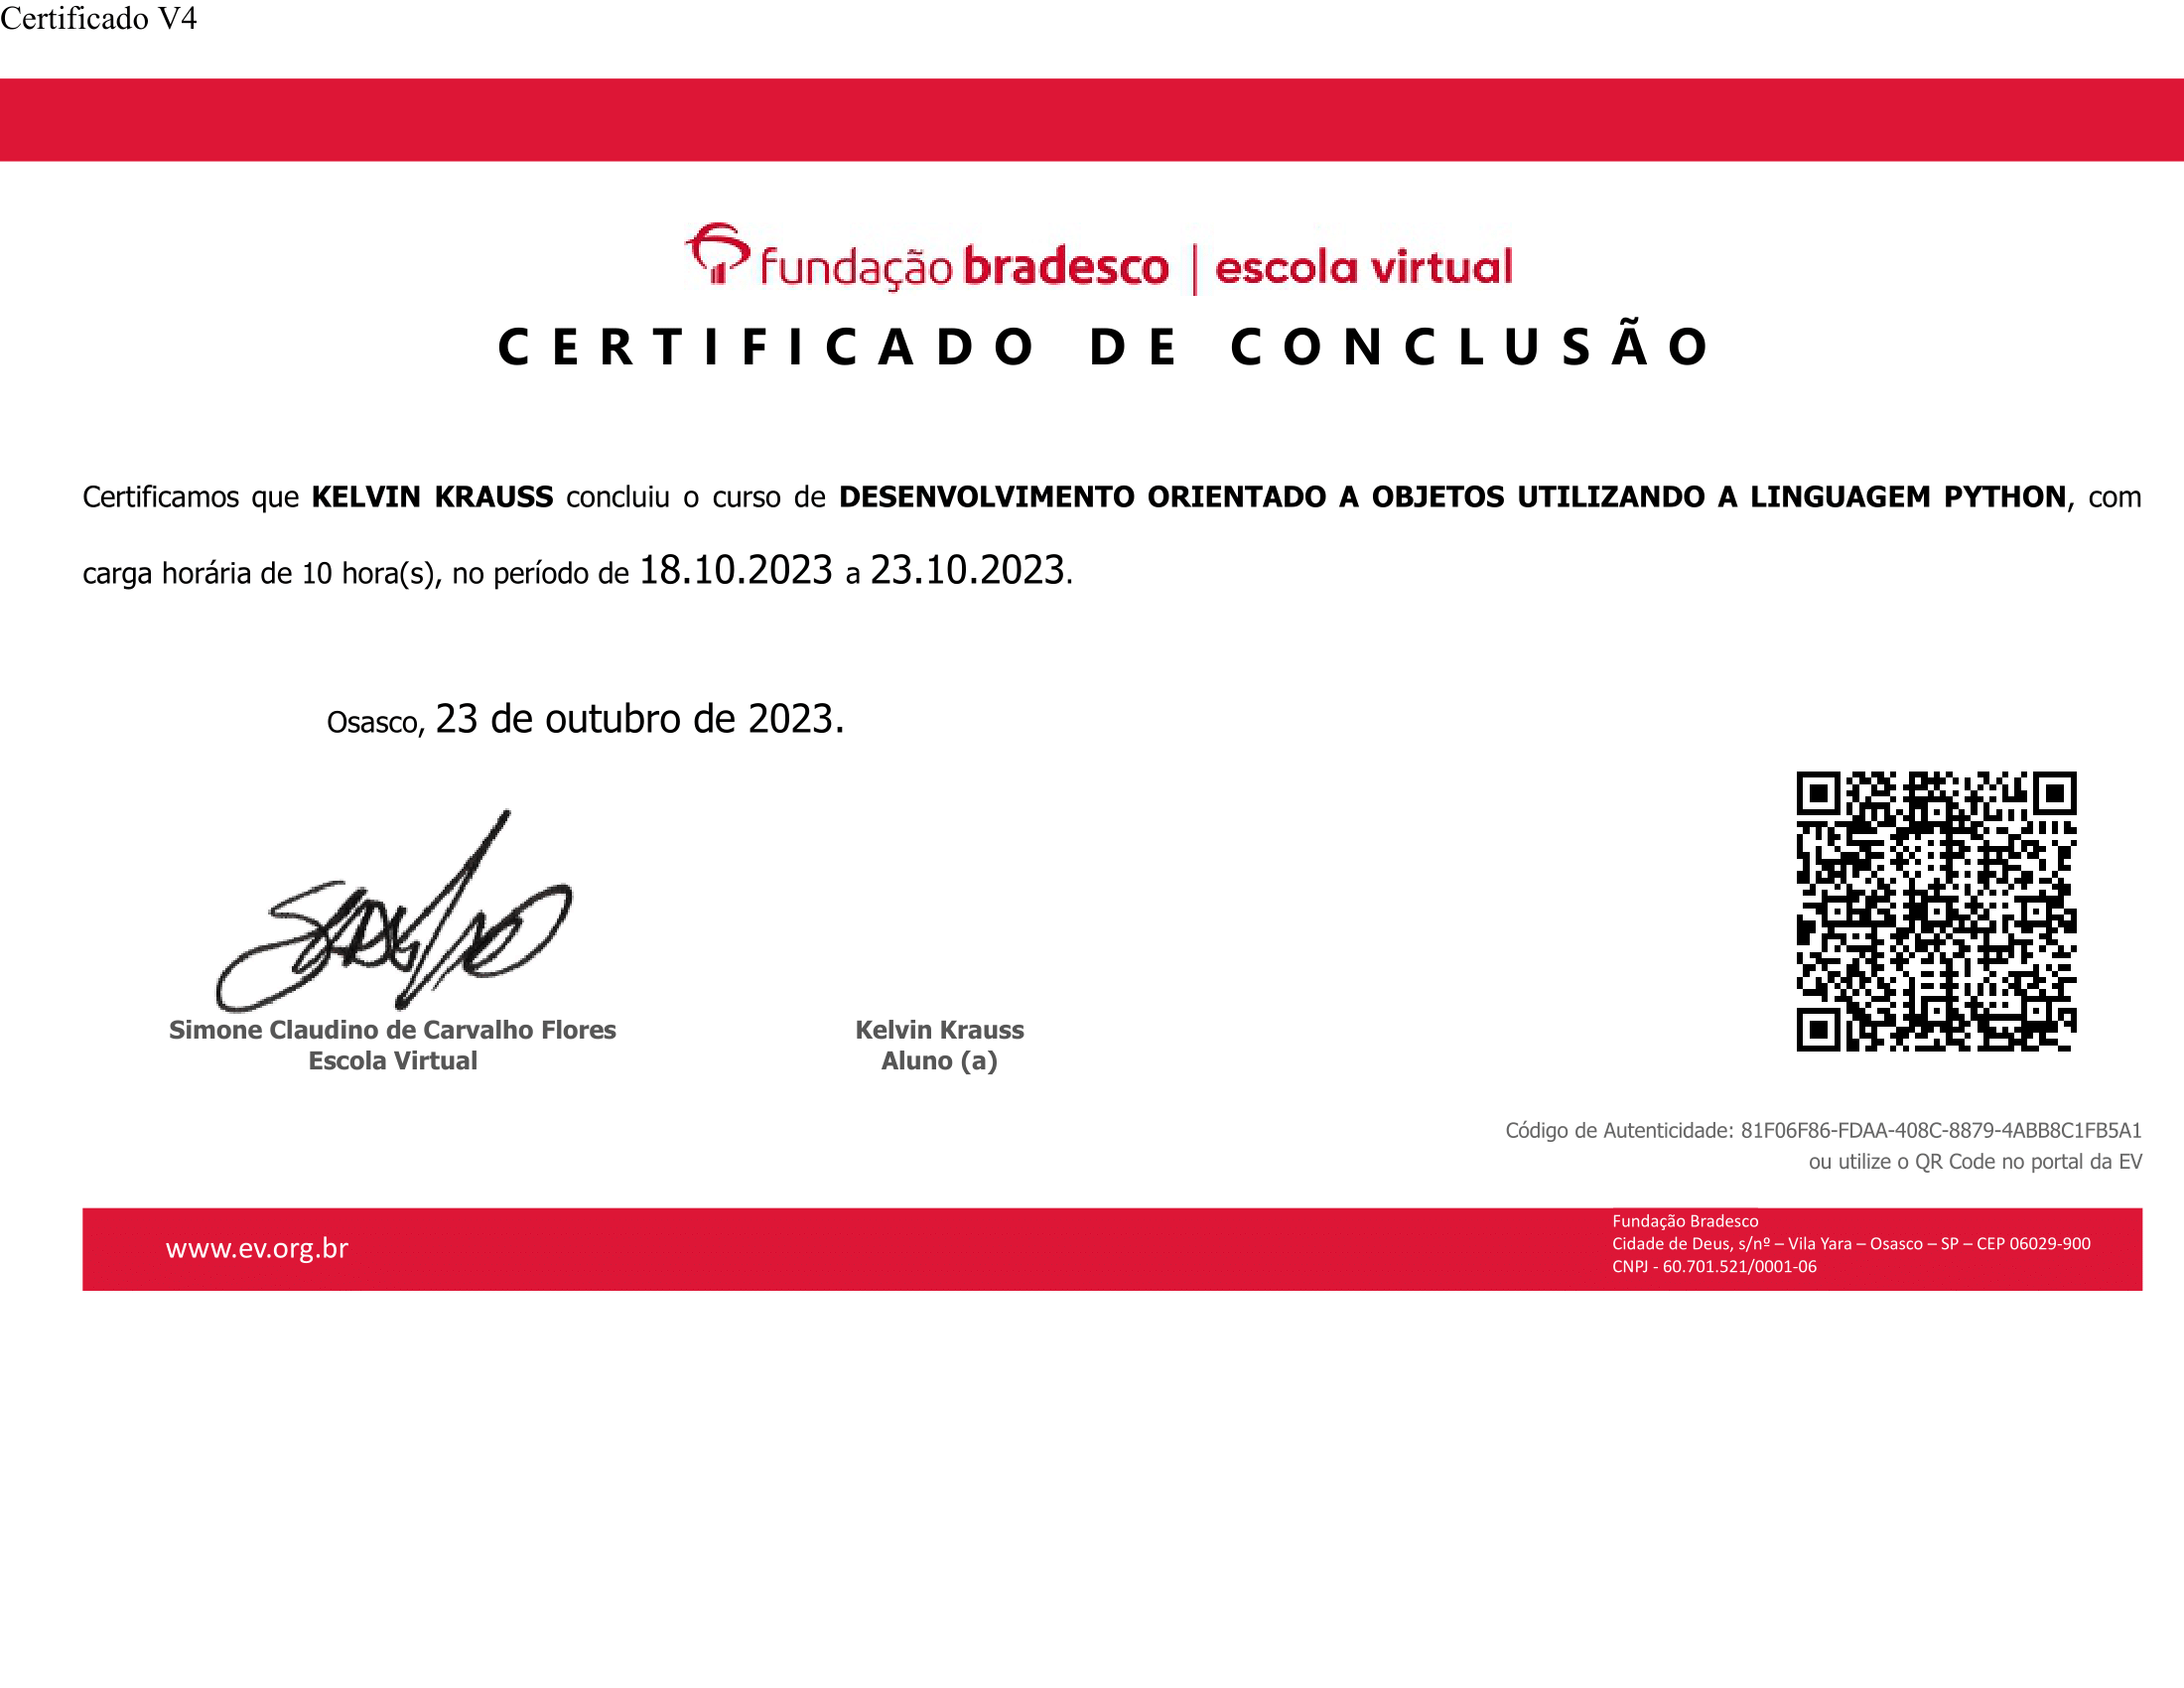 Certificado V4
fundação bradesco | escola virtual
CERTIFICADO DE CONCLUSÃO
Certificamos que KELVIN KRAUSS concluiu o curso de DESENVOLVIMENTO ORIENTADO A OBJETOS UTILIZANDO A LINGUAGEM PYTHON, com
carga horária de 10 hora(s), no período de 18.10.2023 a 23.10.2023.
Osasco, 23 de outubro de 2023.
Simone Claudino de Carvalho Flores
Escola Virtual
Kelvin Krauss
Aluno (a)
Código de Autenticidade: 81F06F86-FDAA-408C-8879-4ABB8C1FB5A1
ou utilize o QR Code no portal da EV
www.ev.org.br
Fundação Bradesco
Cidade de Deus, s/nº – Vila Yara – Osasco – SP – CEP 06029-900
CNPJ - 60.701.521/0001-06